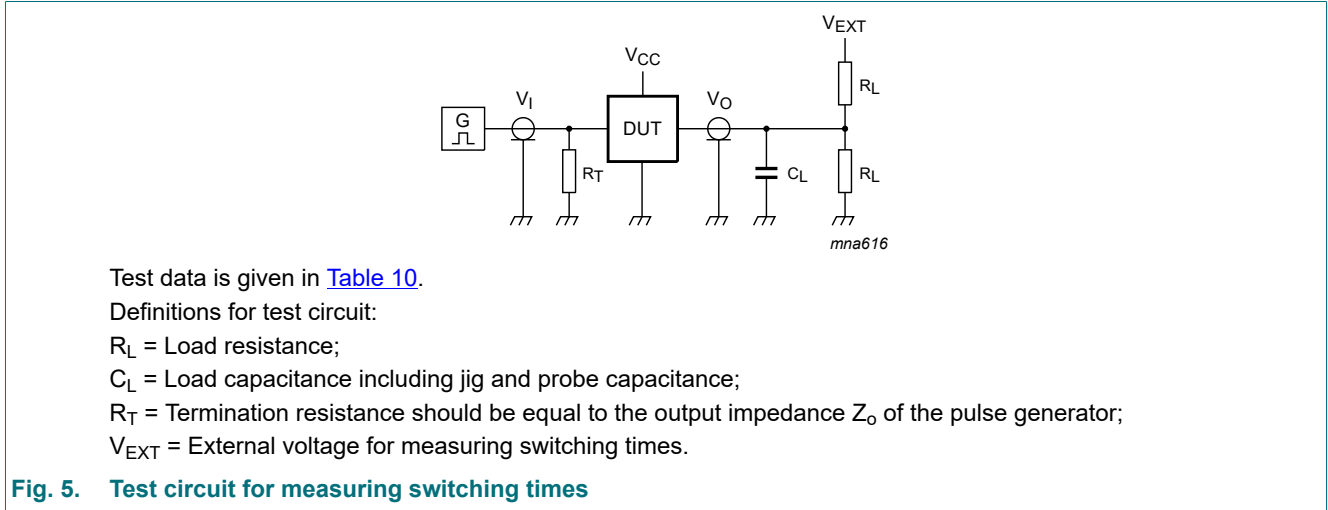 VEXT
VCC
RL
VI
VO
G
DUT
RT
CL
RL
mna616
Test data is given in Table 10.
Definitions for test circuit:
RL = Load resistance;
CL = Load capacitance including jig and probe capacitance;
RT = Termination resistance should be equal to the output impedance Zo of the pulse generator;
VEXT = External voltage for measuring switching times.
Fig. 5. Test circuit for measuring switching times